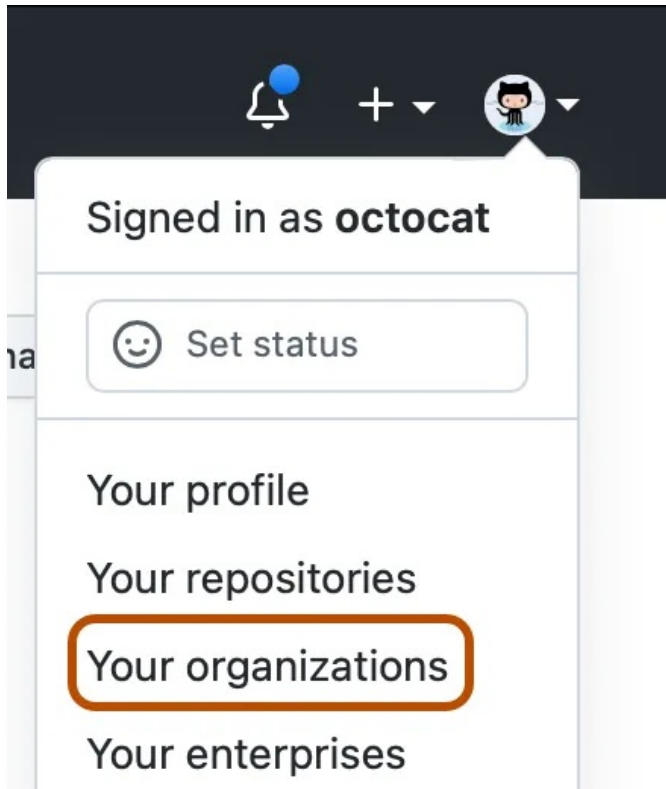 Signed in as octocat
Set status
Your profile
Your repositories
Your organizations
Your enterprises